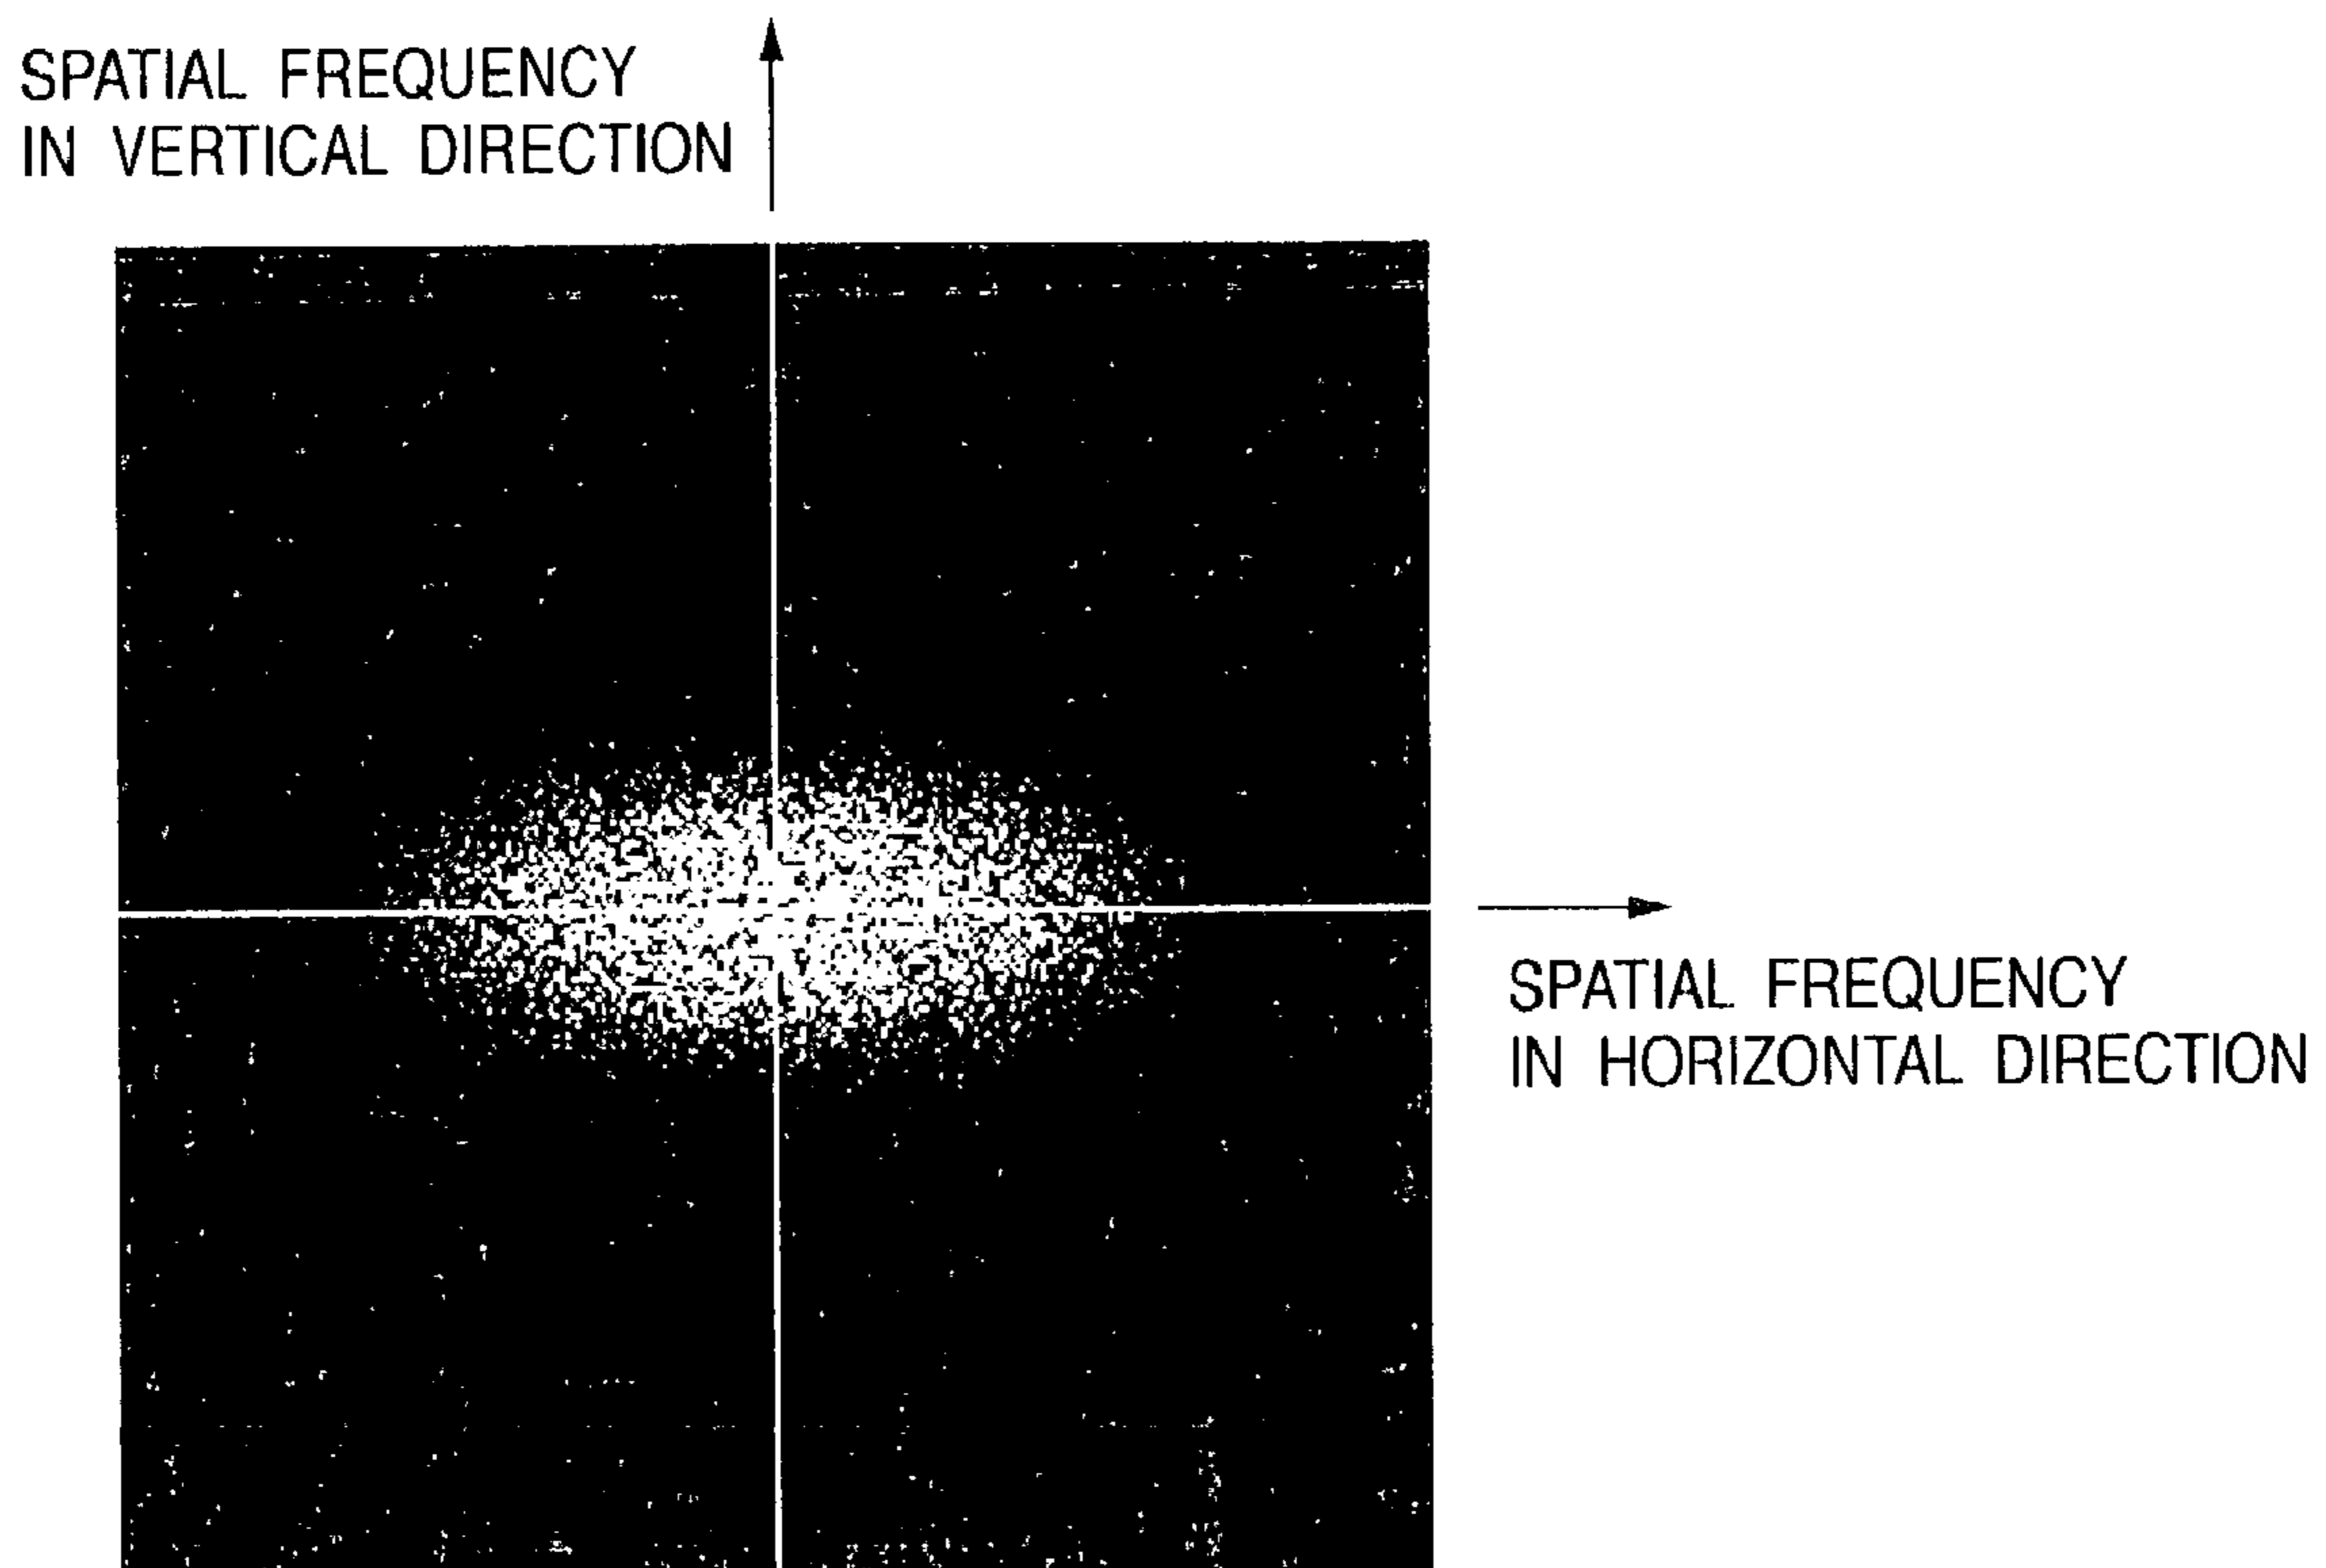 SPATIAL FREQUENCY
IN VERTICAL DIRECTION
SPATIAL FREQUENCY
IN HORIZONTAL DIRECTION